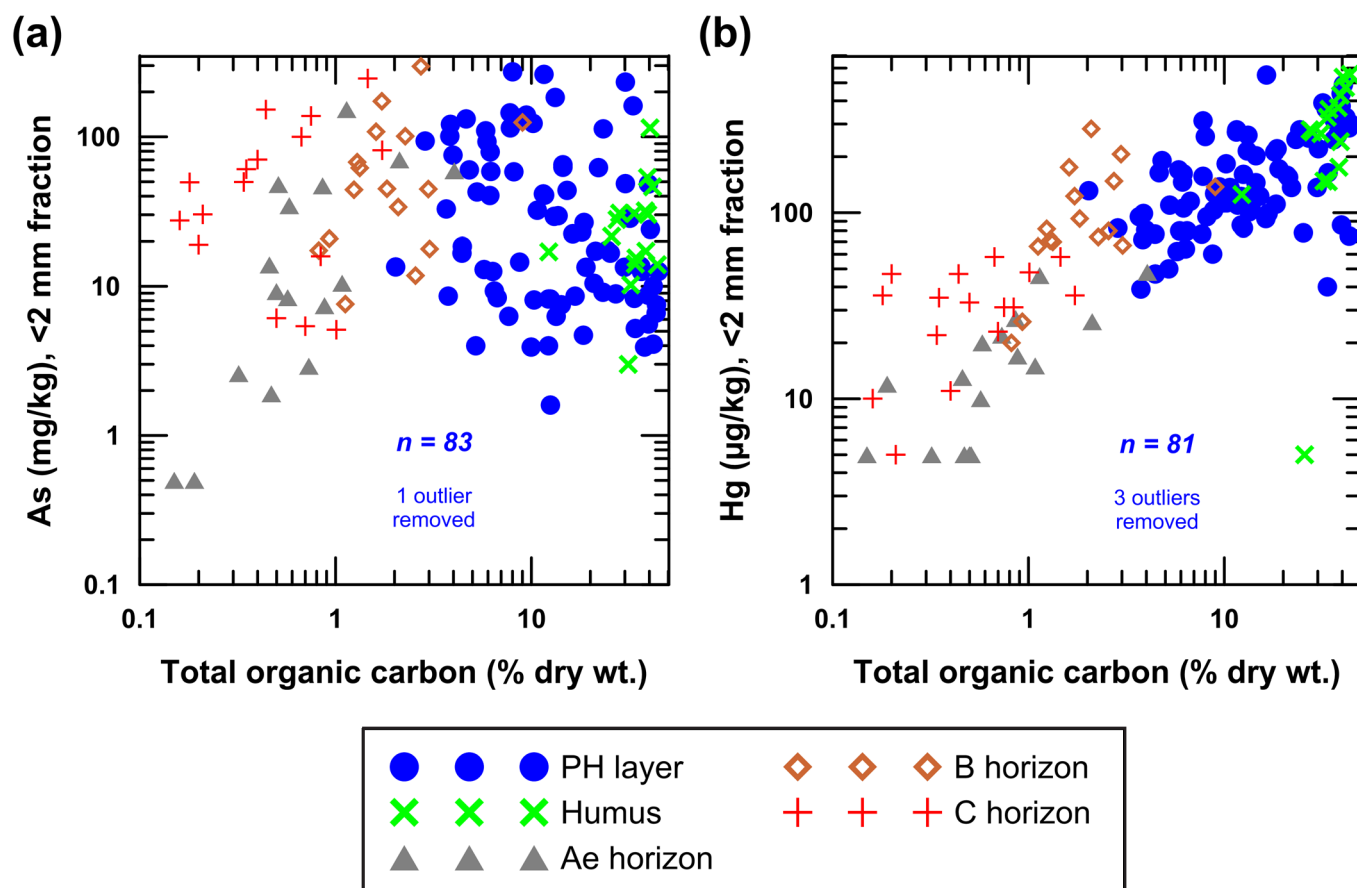 (a)
As (mg/kg), <2 mm fraction
100
10
1
0.1
n = 83
1 outlier
removed
0.1
1
10
Total organic carbon (% dry wt.)
(b)
Hg (µg/kg), <2 mm fraction
100
10
1
n = 81
3 outliers
removed
0.1
1
10
Total organic carbon (% dry wt.)
PH layer
Humus
Ae horizon
B horizon
C horizon